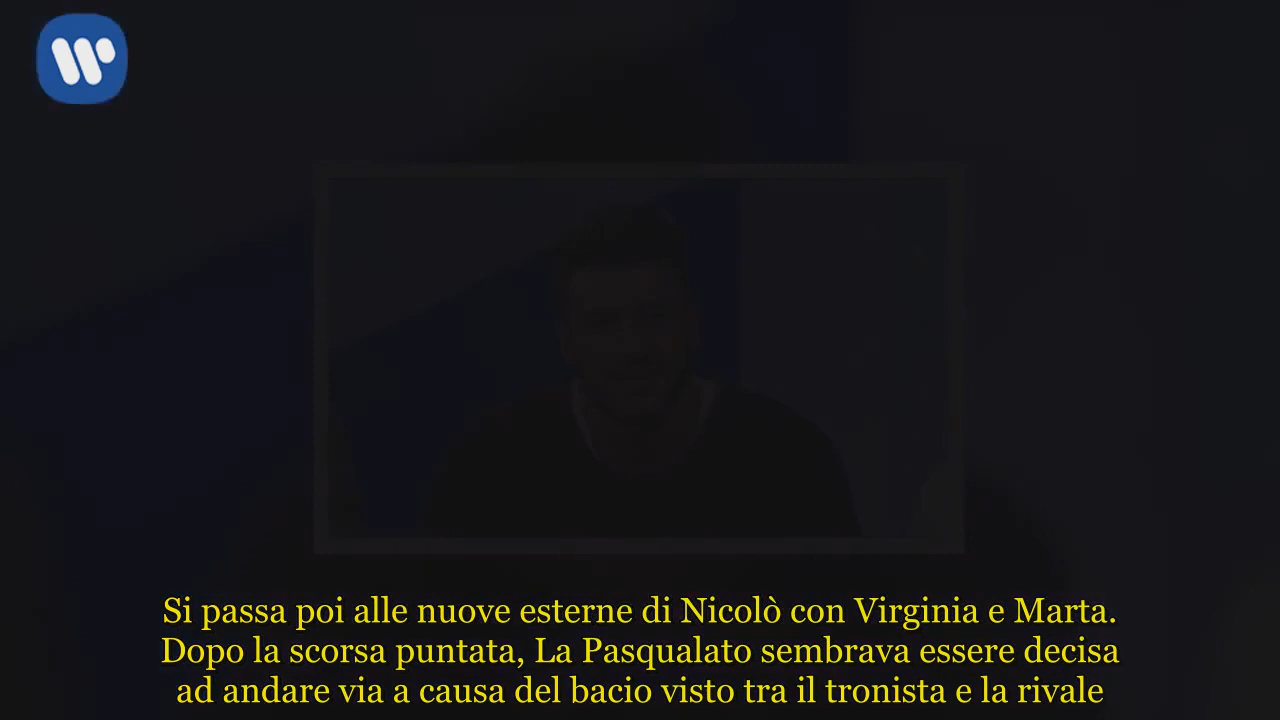 Si passa poi alle nuove esterne di Nicolò con Virginia e Marta.
Dopo la scorsa puntata, La Pasqualato sembrava essere decisa
ad andare via a causa del bacio visto tra il tronista e la rivale